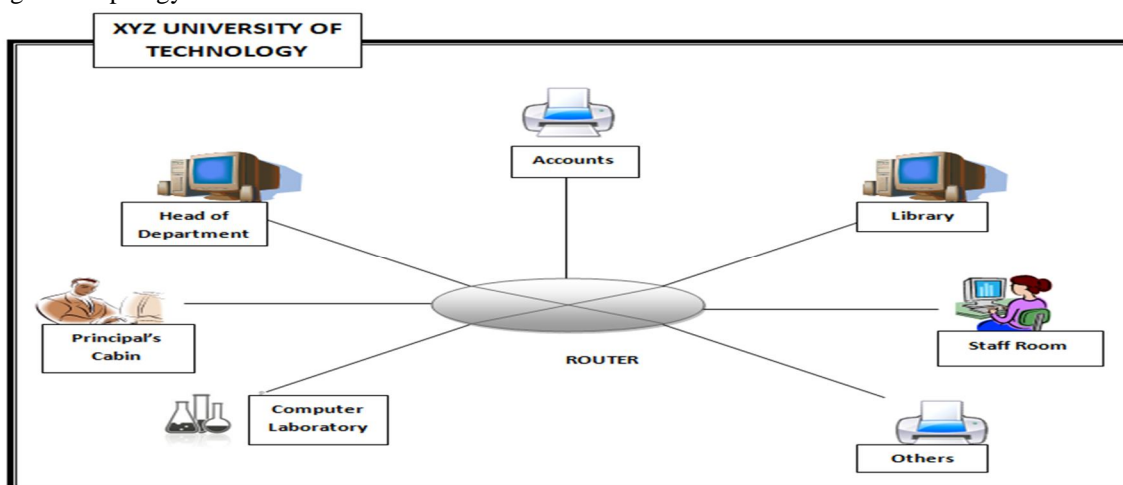 XYZ UNIVERSITY OF
TECHNOLOGY
Accounts
Head of
Department
Library
Principal's
Cabin
Staff Room
ROUTER
Computer
Laboratory
Others